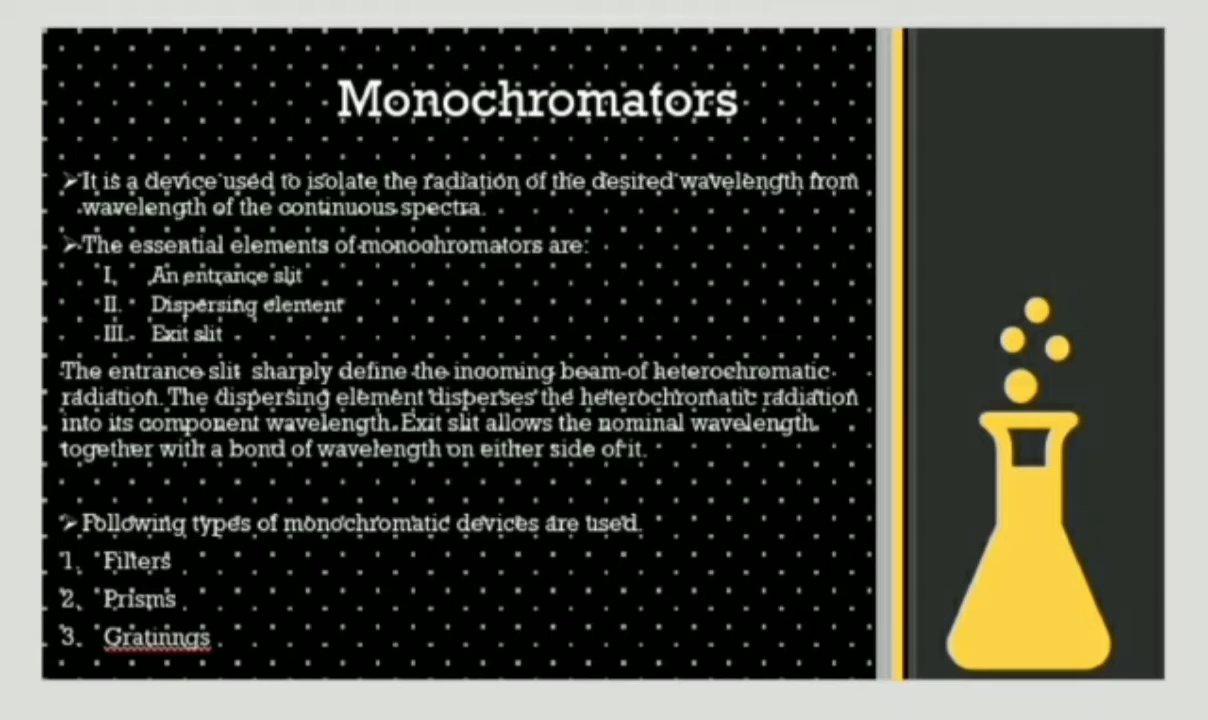 Monochromators
➢It is a device used to isolate the radiation of the desired wavelength from
wavelength of the continuous spectra.
➢The essential elements of monochromators are:
I. An entrance slit
II. Dispersing element
III. Exit slit
The entrance slit sharply define the incoming beam of heterochromatic
radiation. The dispersing element disperses the heterochromatic radiation
into its component wavelength. Exit slit allows the nominal wavelength
together with a bond of wavelength on either side of it.
➢Following types of monochromatic devices are used.
1. Filters
2. Prisms
3. Gratinngs